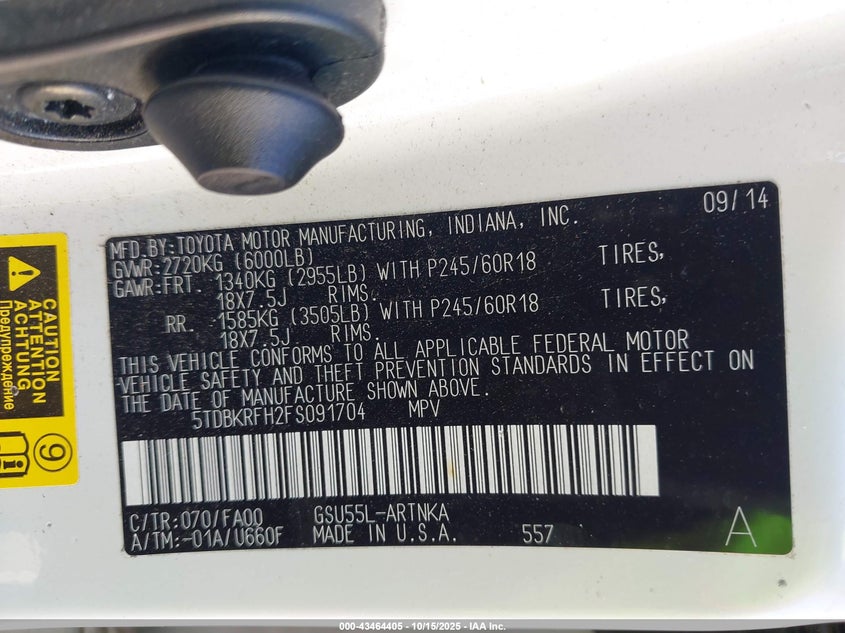 09/14
MFD.BY:TOYOTA MOTOR MANUFACTURING, INDIANA, INC.
GVWR:2720KG (6000LB)
GAWR:FRT. 1340KG (2955LB) WITH P245/60R18 TIRES,
18X7.5J RIMS.
RR. 1585KG (3505LB) WITH P245/60R18 TIRES,
18X7.5J RIMS.
THIS VEHICLE CONFORMS TO ALL APPLICABLE FEDERAL MOTOR
VEHICLE SAFETY AND THEFT PREVENTION STANDARDS IN EFFECT ON
THE DATE OF MANUFACTURE SHOWN ABOVE.
5TDBKRFH2FS091704 MPV
C/TR:070/FA00 GSU55L-ARTNKA
A/TM:-01A/U660F MADE IN U.S.A. 557 A
CAUTION
ATTENTION
ACHTUNG
Предупреждение
9
i
000-43464405 - 10/15/2025 - IAA Inc.